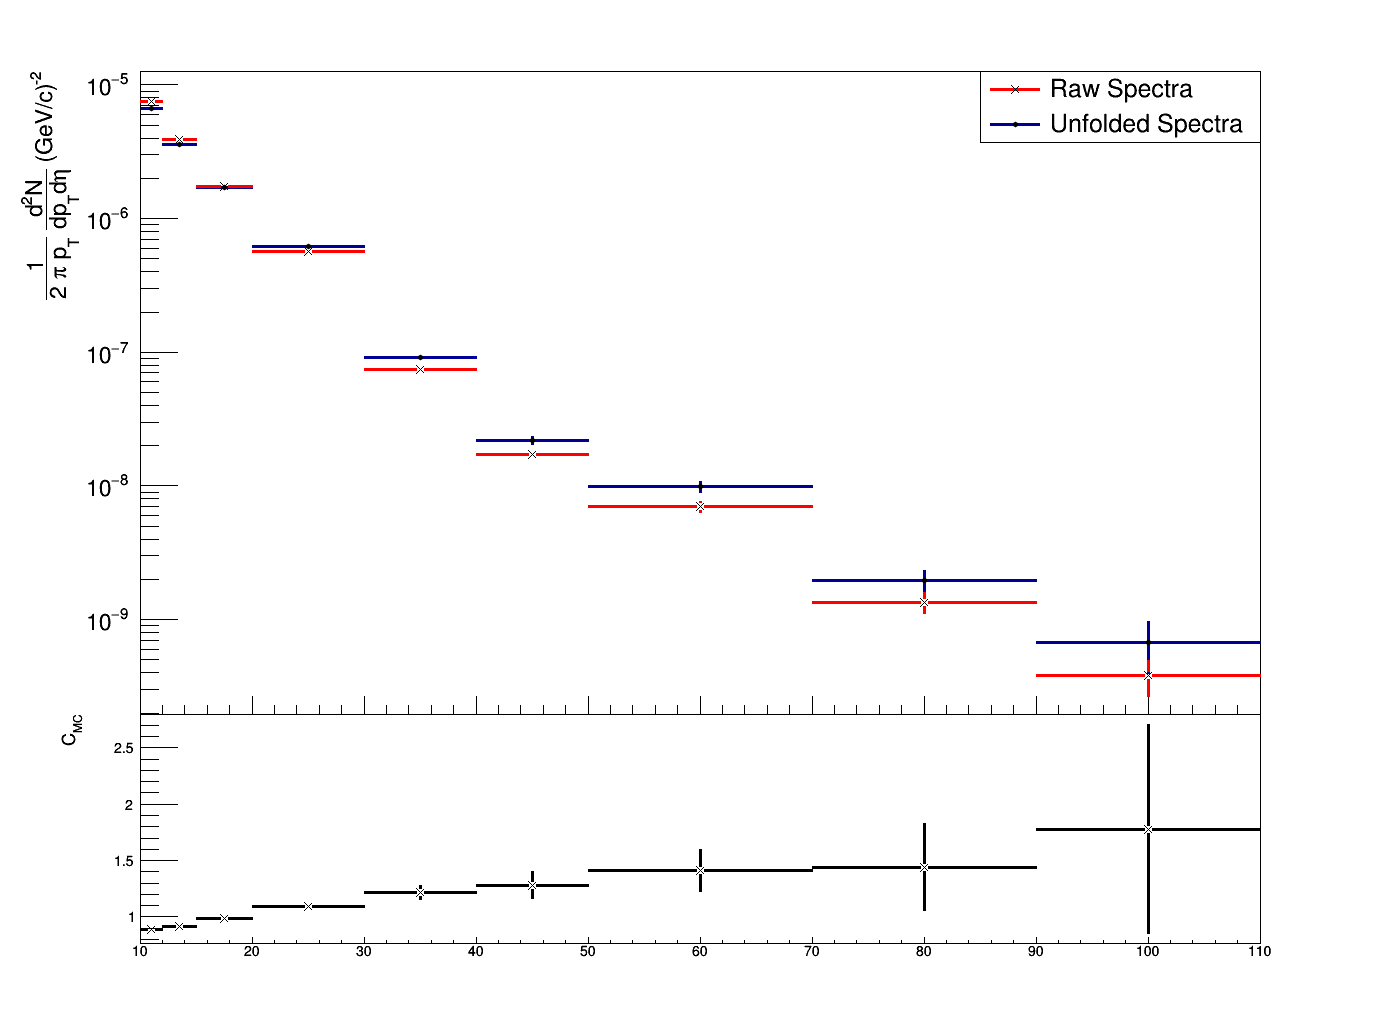 Raw Spectra
Unfolded Spectra
1 / 2 π p_T d²N / dp_T dη (GeV/c)⁻²
10⁻⁵
10⁻⁶
10⁻⁷
10⁻⁸
10⁻⁹
C_MC
2.5
2
1.5
1
10 20 30 40 50 60 70 80 90 100 110